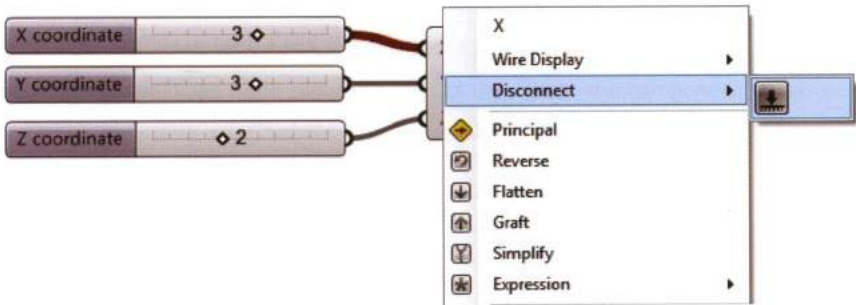 X coordinate 3
Y coordinate 3
Z coordinate 2
X
Wire Display
Disconnect
Principal
Reverse
Flatten
Graft
Simplify
Expression